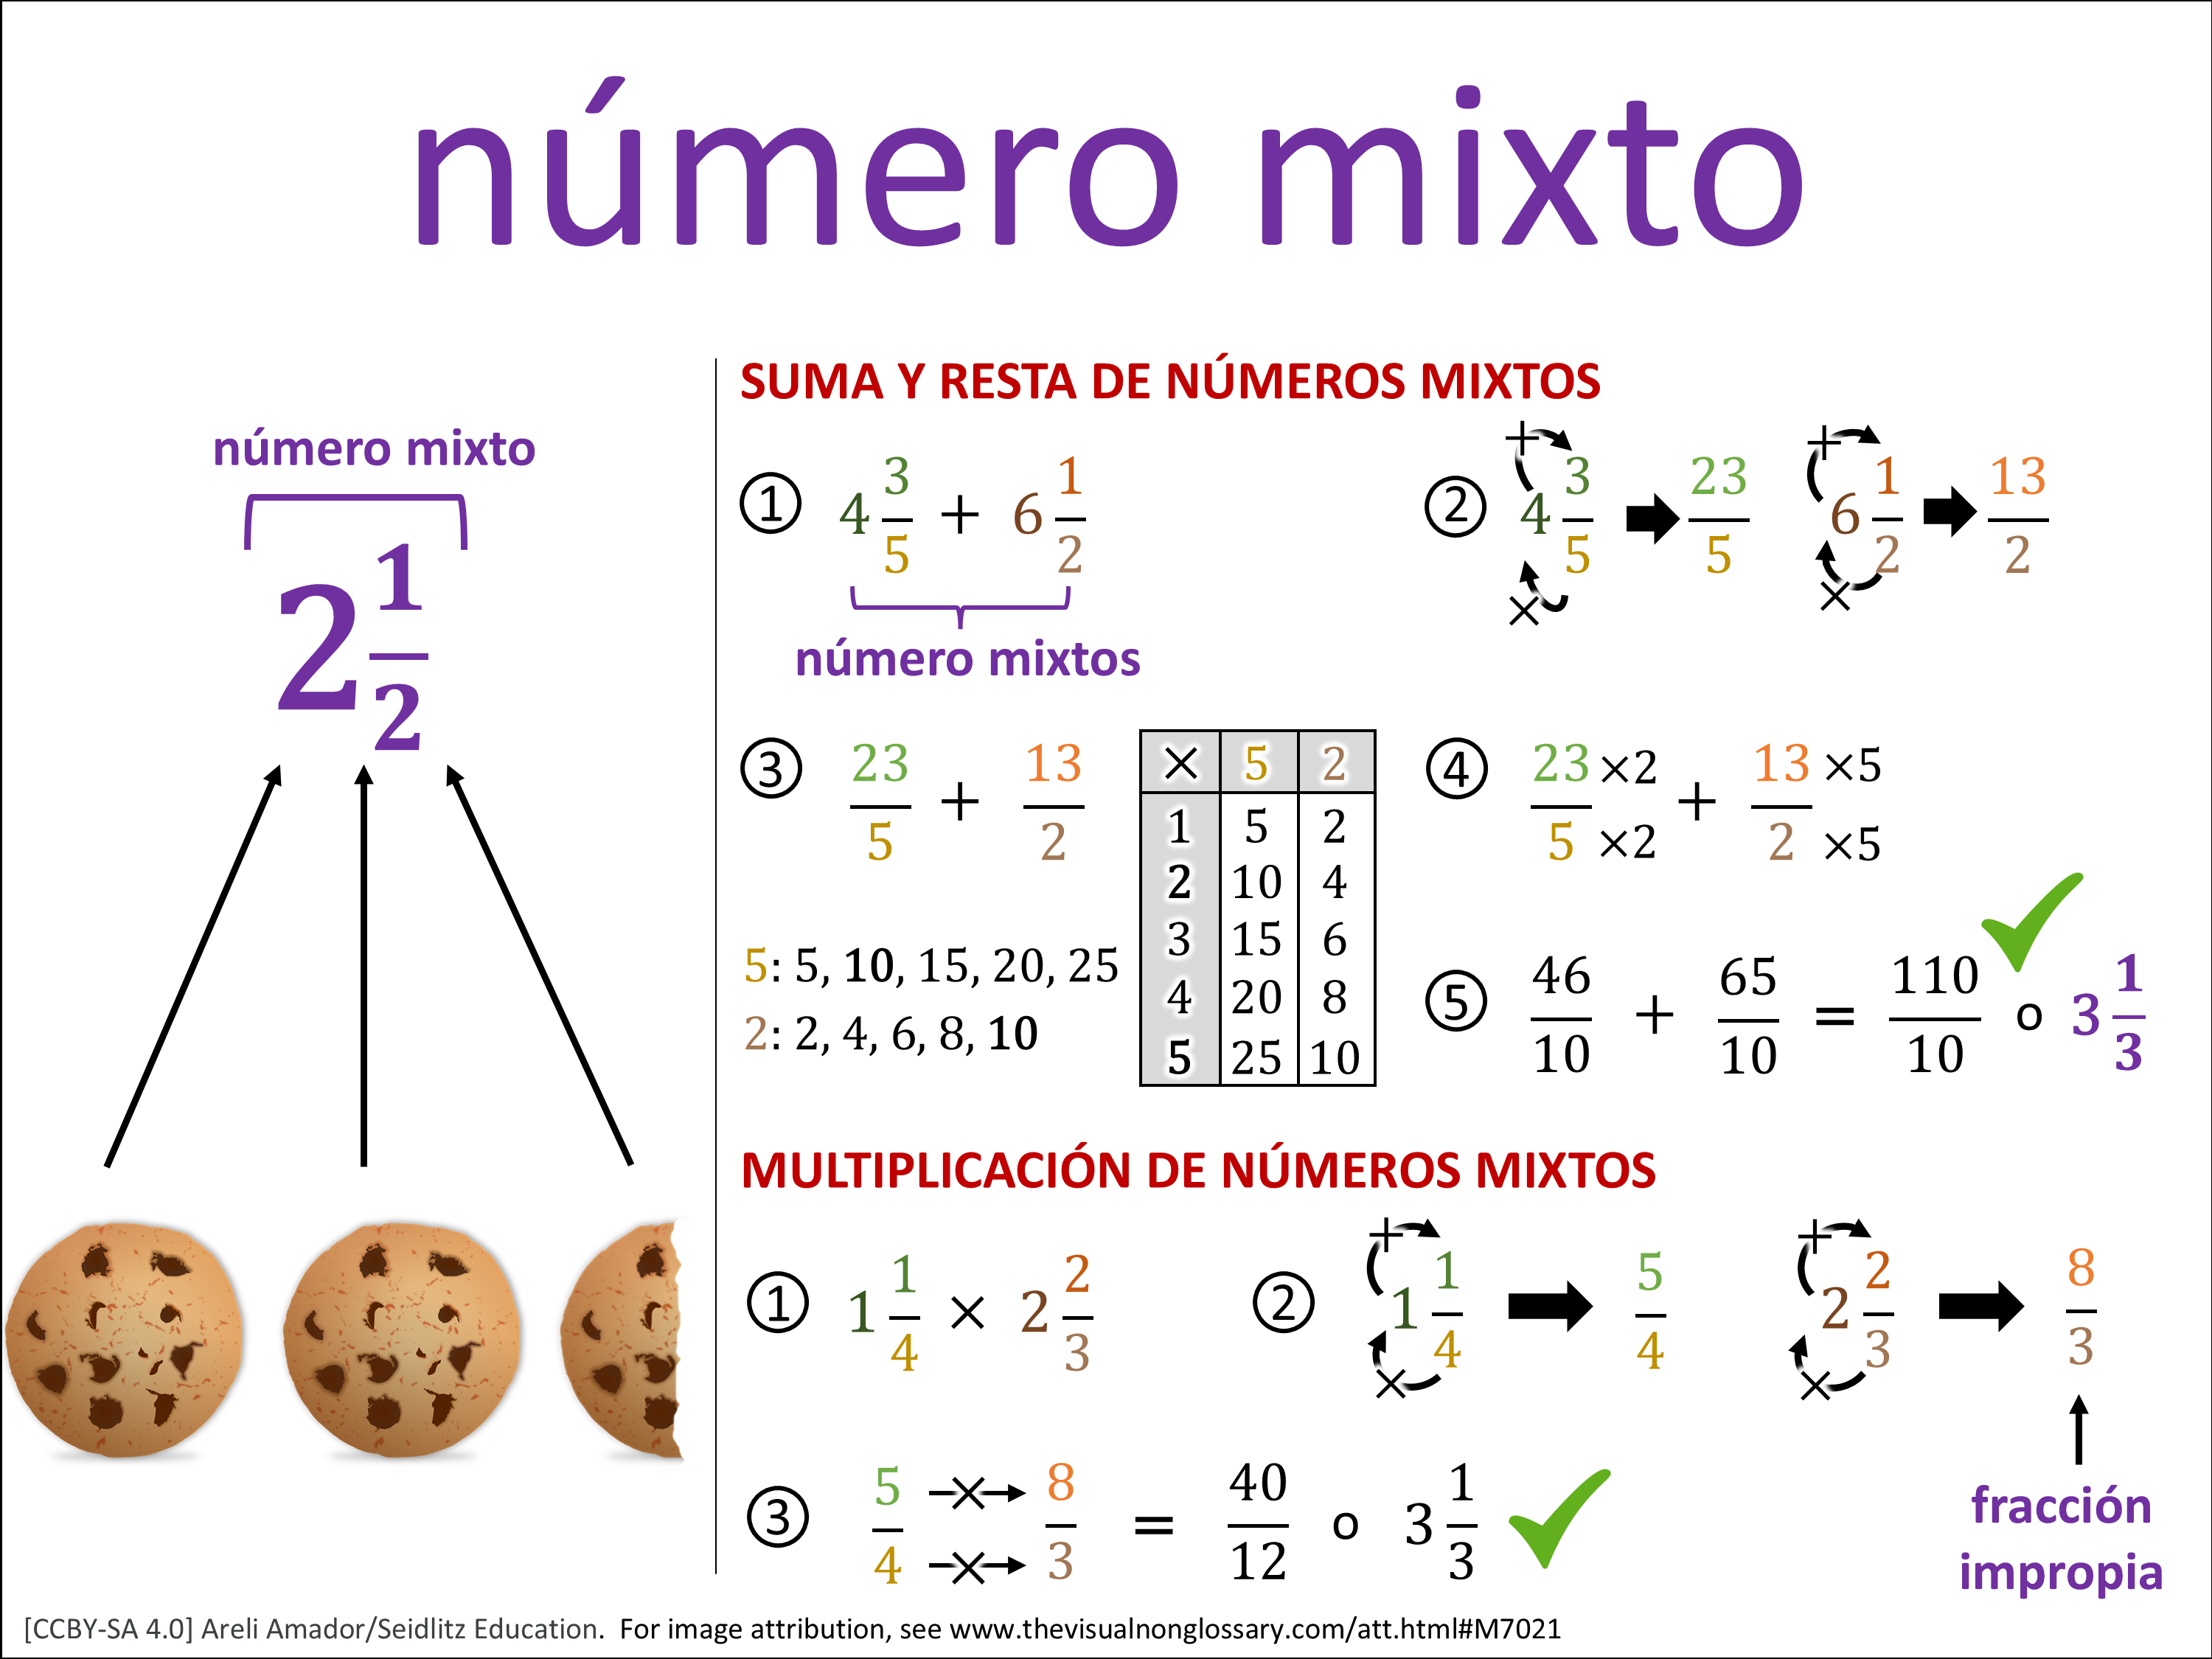 número mixto
número mixto
2 1/2
SUMA Y RESTA DE NÚMEROS MIXTOS
① 4 3/5 + 6 1/2
número mixtos
② + 4 3/5 × 23/5 + 6 1/2 × 13/2
③ 23/5 + 13/2
5: 5, 10, 15, 20, 25
2: 2, 4, 6, 8, 10
× 5 2
1 5 2
2 10 4
3 15 6
4 20 8
5 25 10
④ 23/5 ×2 ×2 + 13/2 ×5 ×5
⑤ 46/10 + 65/10 = 110/10 o 3 1/3
MULTIPLICACIÓN DE NÚMEROS MIXTOS
① 1 1/4 × 2 2/3
② + 1 1/4 × 5/4 + 2 2/3 × 8/3
fracción
impropia
③ 5/4 × × 8/3 = 40/12 o 3 1/3
[CCBY-SA 4.0] Areli Amador/Seidlitz Education. For image attribution, see www.thevisualnonglossary.com/att.html#M7021